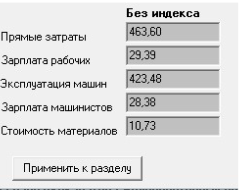 Без индекса
Прямые затраты 463,60
Зарплата рабочих 29,39
Эксплуатация машин 423,48
Зарплата машинистов 28,38
Стоимость материалов 10,73
Применить к разделу